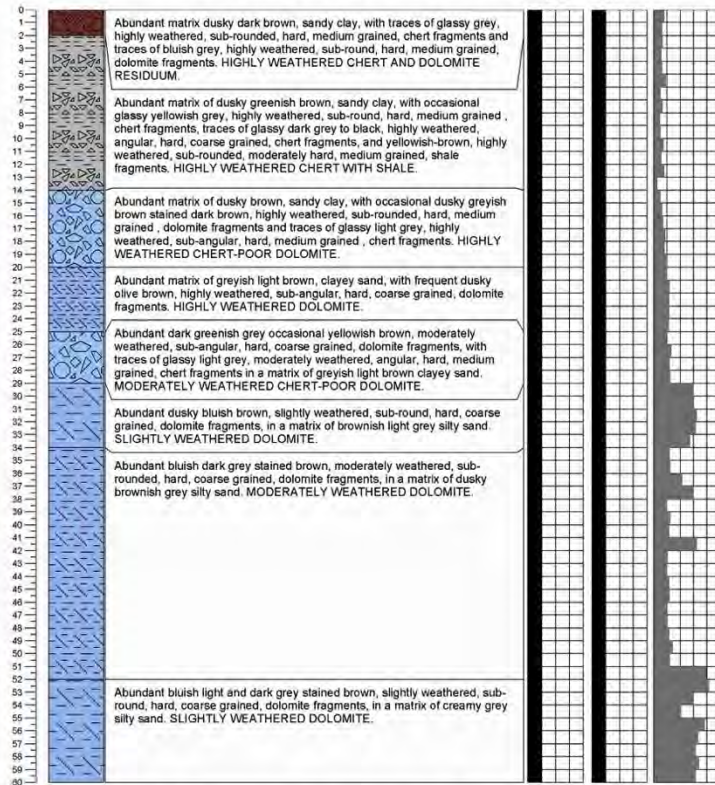 0
1
2
3
4
5
6
7
8
9
10
11
12
13
14
15
16
17
18
19
20
21
22
23
24
25
26
27
28
29
30
31
32
33
34
35
36
37
38
39
40
41
42
43
44
45
46
47
48
49
50
51
52
53
54
55
56
57
58
59
60
Abundant matrix dusky dark brown, sandy clay, with traces of glassy grey,
highly weathered, sub-rounded, hard, medium grained, chert fragments and
traces of bluish grey, highly weathered, sub-round, hard, medium grained,
dolomite fragments. HIGHLY WEATHERED CHERT AND DOLOMITE
RESIDUUM.
Abundant matrix of dusky greenish brown, sandy clay, with occasional
glassy yellowish grey, highly weathered, sub-round, hard, medium grained ,
chert fragments, traces of glassy dark grey to black, highly weathered,
angular, hard, coarse grained, chert fragments, and yellowish-brown, highly
weathered, sub-rounded, moderately hard, medium grained, shale
fragments. HIGHLY WEATHERED CHERT WITH SHALE.
Abundant matrix of dusky brown, sandy clay, with occasional dusky greyish
brown stained dark brown, highly weathered, sub-rounded, hard, medium
grained , dolomite fragments and traces of glassy light grey, highly
weathered, sub-angular, hard, medium grained , chert fragments. HIGHLY
WEATHERED CHERT-POOR DOLOMITE.
Abundant matrix of greyish light brown, clayey sand, with frequent dusky
olive brown, highly weathered, sub-angular, hard, coarse grained, dolomite
fragments. HIGHLY WEATHERED DOLOMITE.
Abundant dark greenish grey occasional yellowish brown, moderately
weathered, sub-angular, hard, coarse grained, dolomite fragments, with
traces of glassy light grey, moderately weathered, angular, hard, medium
grained, chert fragments in a matrix of greyish light brown clayey sand.
MODERATELY WEATHERED CHERT-POOR DOLOMITE.
Abundant dusky bluish brown, slightly weathered, sub-round, hard, coarse
grained, dolomite fragments, in a matrix of brownish light grey silty sand.
SLIGHTLY WEATHERED DOLOMITE.
Abundant bluish dark grey stained brown, moderately weathered, sub-
rounded, hard, coarse grained, dolomite fragments, in a matrix of dusky
brownish grey silty sand. MODERATELY WEATHERED DOLOMITE.
Abundant bluish light and dark grey stained brown, slightly weathered, sub-
round, hard, coarse grained, dolomite fragments, in a matrix of creamy grey
silty sand. SLIGHTLY WEATHERED DOLOMITE.